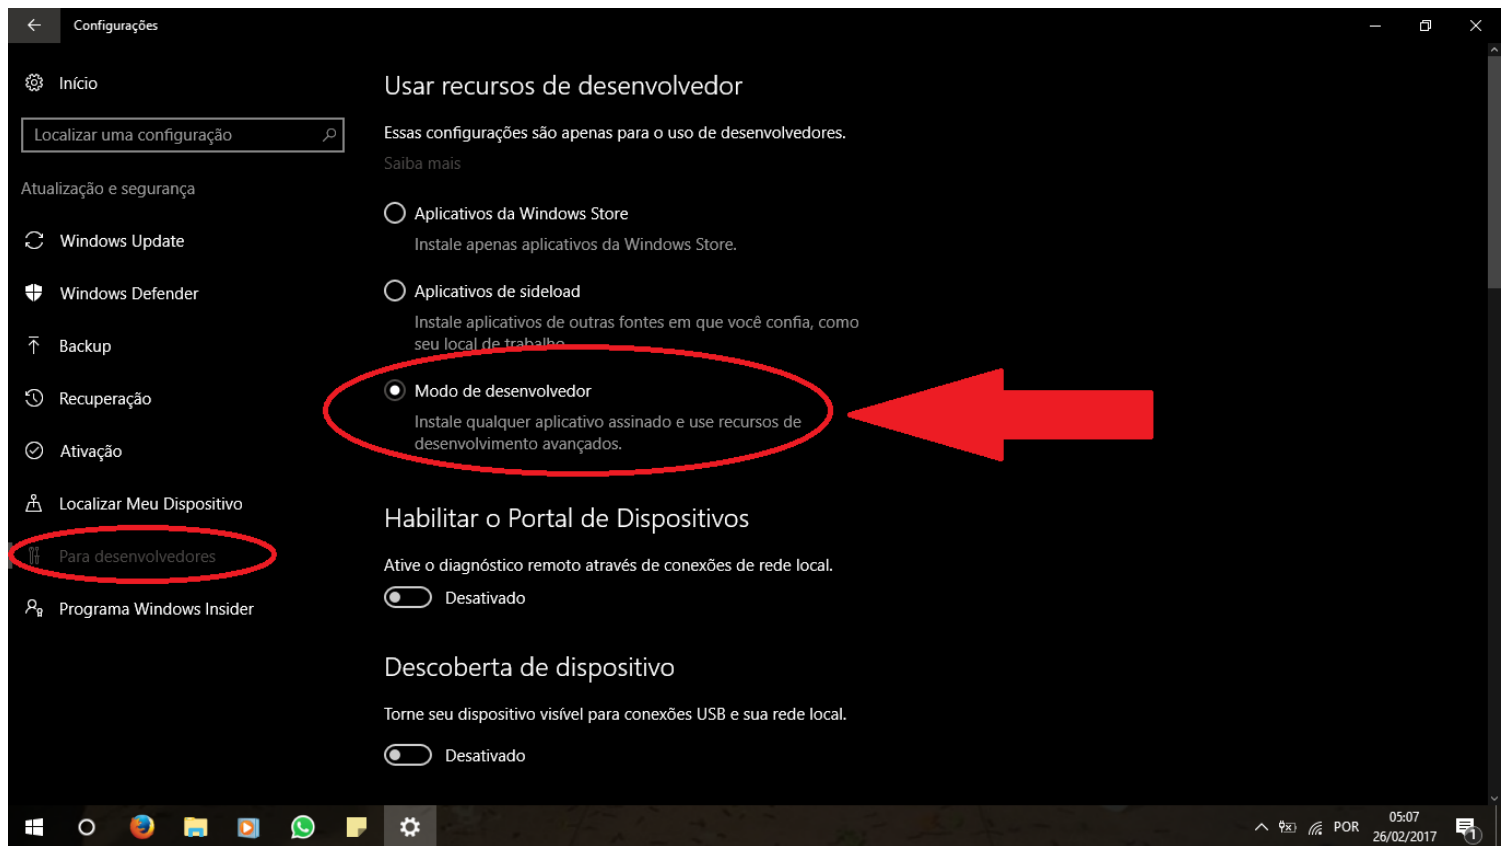 Configurações
Início
Localizar uma configuração
Atualização e segurança
Windows Update
Windows Defender
Backup
Recuperação
Ativação
Localizar Meu Dispositivo
Para desenvolvedores
Programa Windows Insider
Usar recursos de desenvolvedor
Essas configurações são apenas para o uso de desenvolvedores.
Saiba mais
Aplicativos da Windows Store
Instale apenas aplicativos da Windows Store.
Aplicativos de sideload
Instale aplicativos de outras fontes em que você confia, como
seu local de trabalho.
Modo de desenvolvedor
Instale qualquer aplicativo assinado e use recursos de
desenvolvimento avançados.
Habilitar o Portal de Dispositivos
Ative o diagnóstico remoto através de conexões de rede local.
Desativado
Descoberta de dispositivo
Torne seu dispositivo visível para conexões USB e sua rede local.
Desativado
POR
05:07
26/02/2017
1